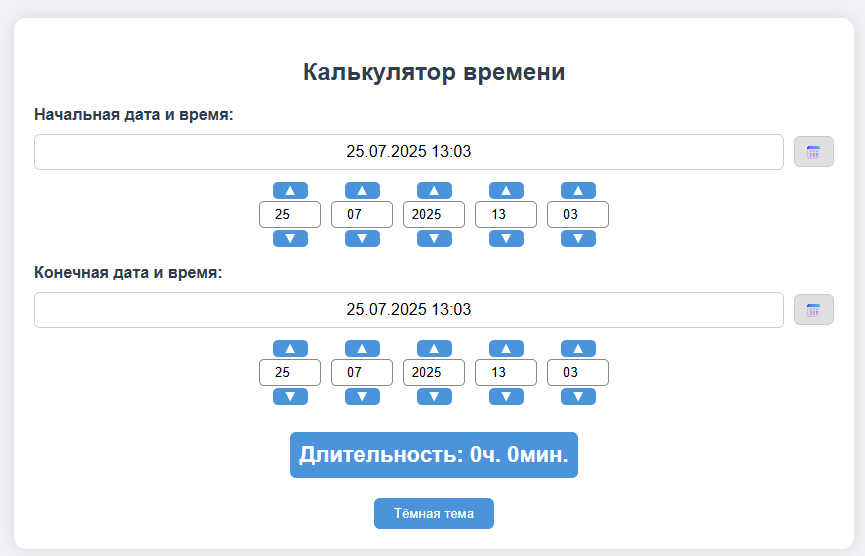 Калькулятор времени
Начальная дата и время:
25.07.2025 13:03
▲ ▲ ▲ ▲ ▲
25 07 2025 13 03
▼ ▼ ▼ ▼ ▼
Конечная дата и время:
25.07.2025 13:03
▲ ▲ ▲ ▲ ▲
25 07 2025 13 03
▼ ▼ ▼ ▼ ▼
Длительность: 0ч. 0мин.
Тёмная тема